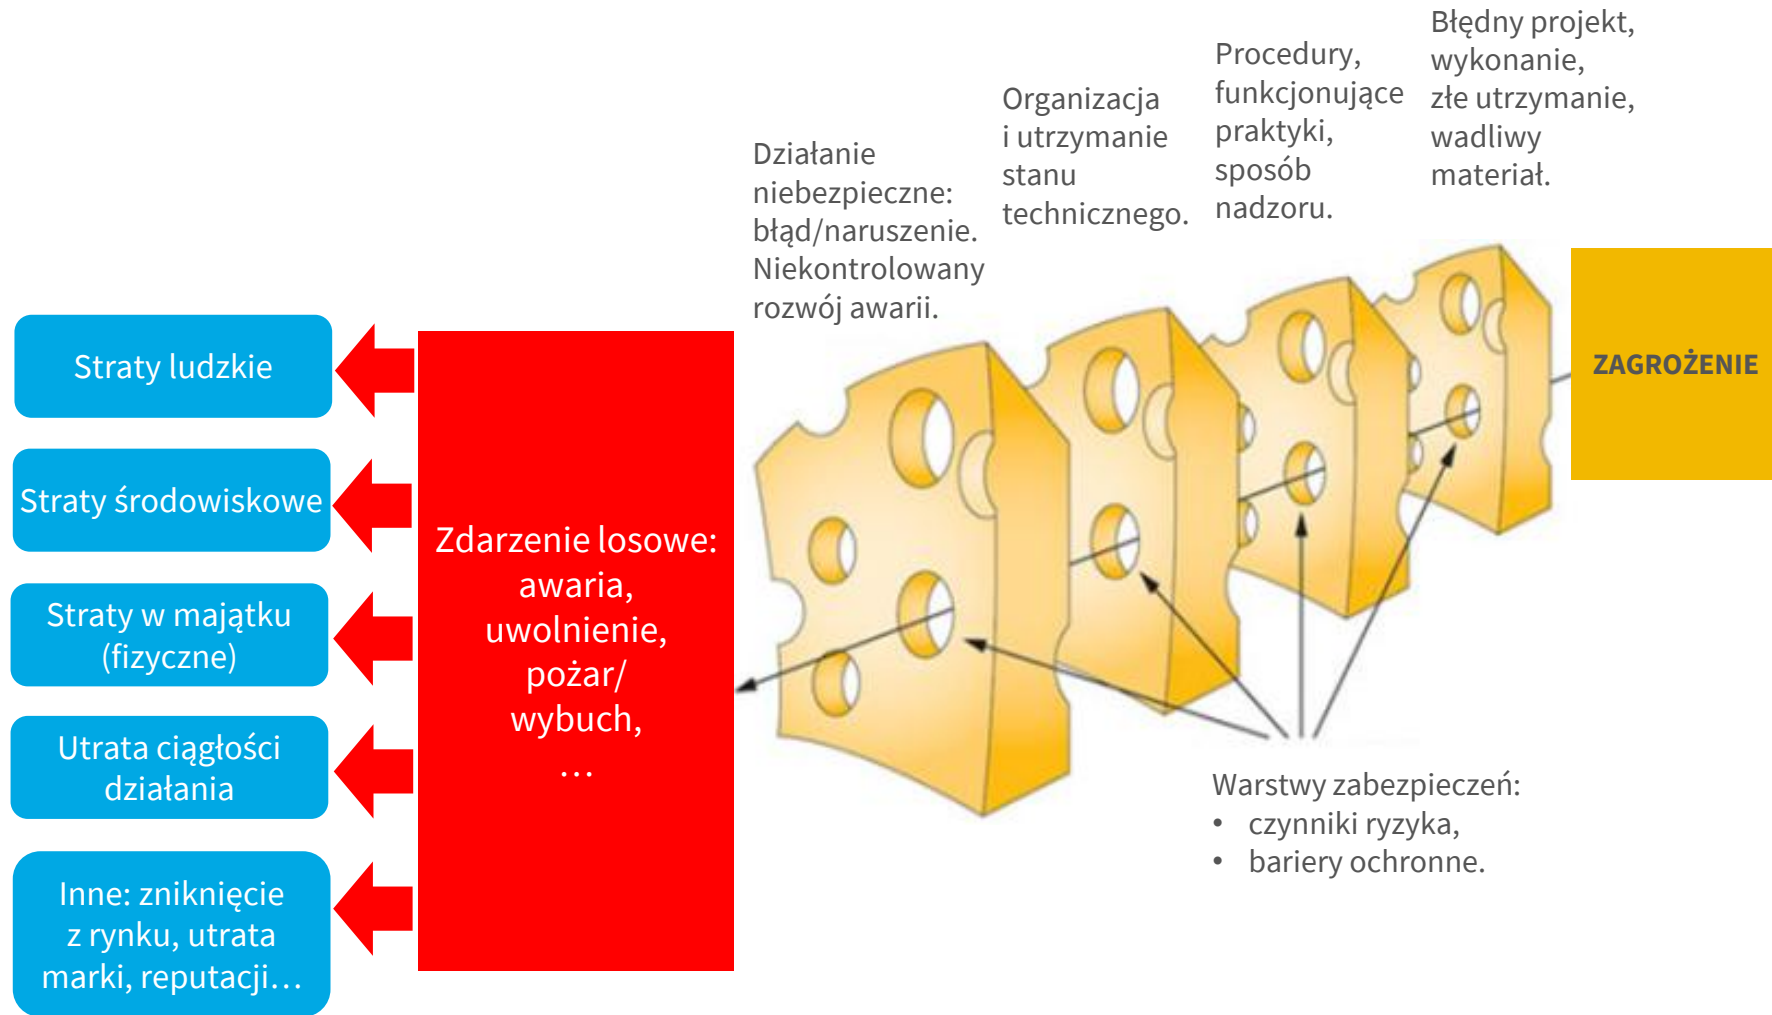 Błędny projekt,
wykonanie,
złe utrzymanie,
wadliwy
materiał.
Procedury,
funkcjonujące
praktyki,
sposób
nadzoru.
Organizacja
i utrzymanie
stanu
technicznego.
Działanie
niebezpieczne:
błąd/naruszenie.
Niekontrolowany
rozwój awarii.
ZAGROŻENIE
Straty ludzkie
Straty środowiskowe
Straty w majątku
(fizyczne)
Utrata ciągłości
działania
Inne: zniknięcie
z rynku, utrata
marki, reputacji…
Zdarzenie losowe:
awaria,
uwolnienie,
pożar/
wybuch,
…
Warstwy zabezpieczeń:
• czynniki ryzyka,
• bariery ochronne.